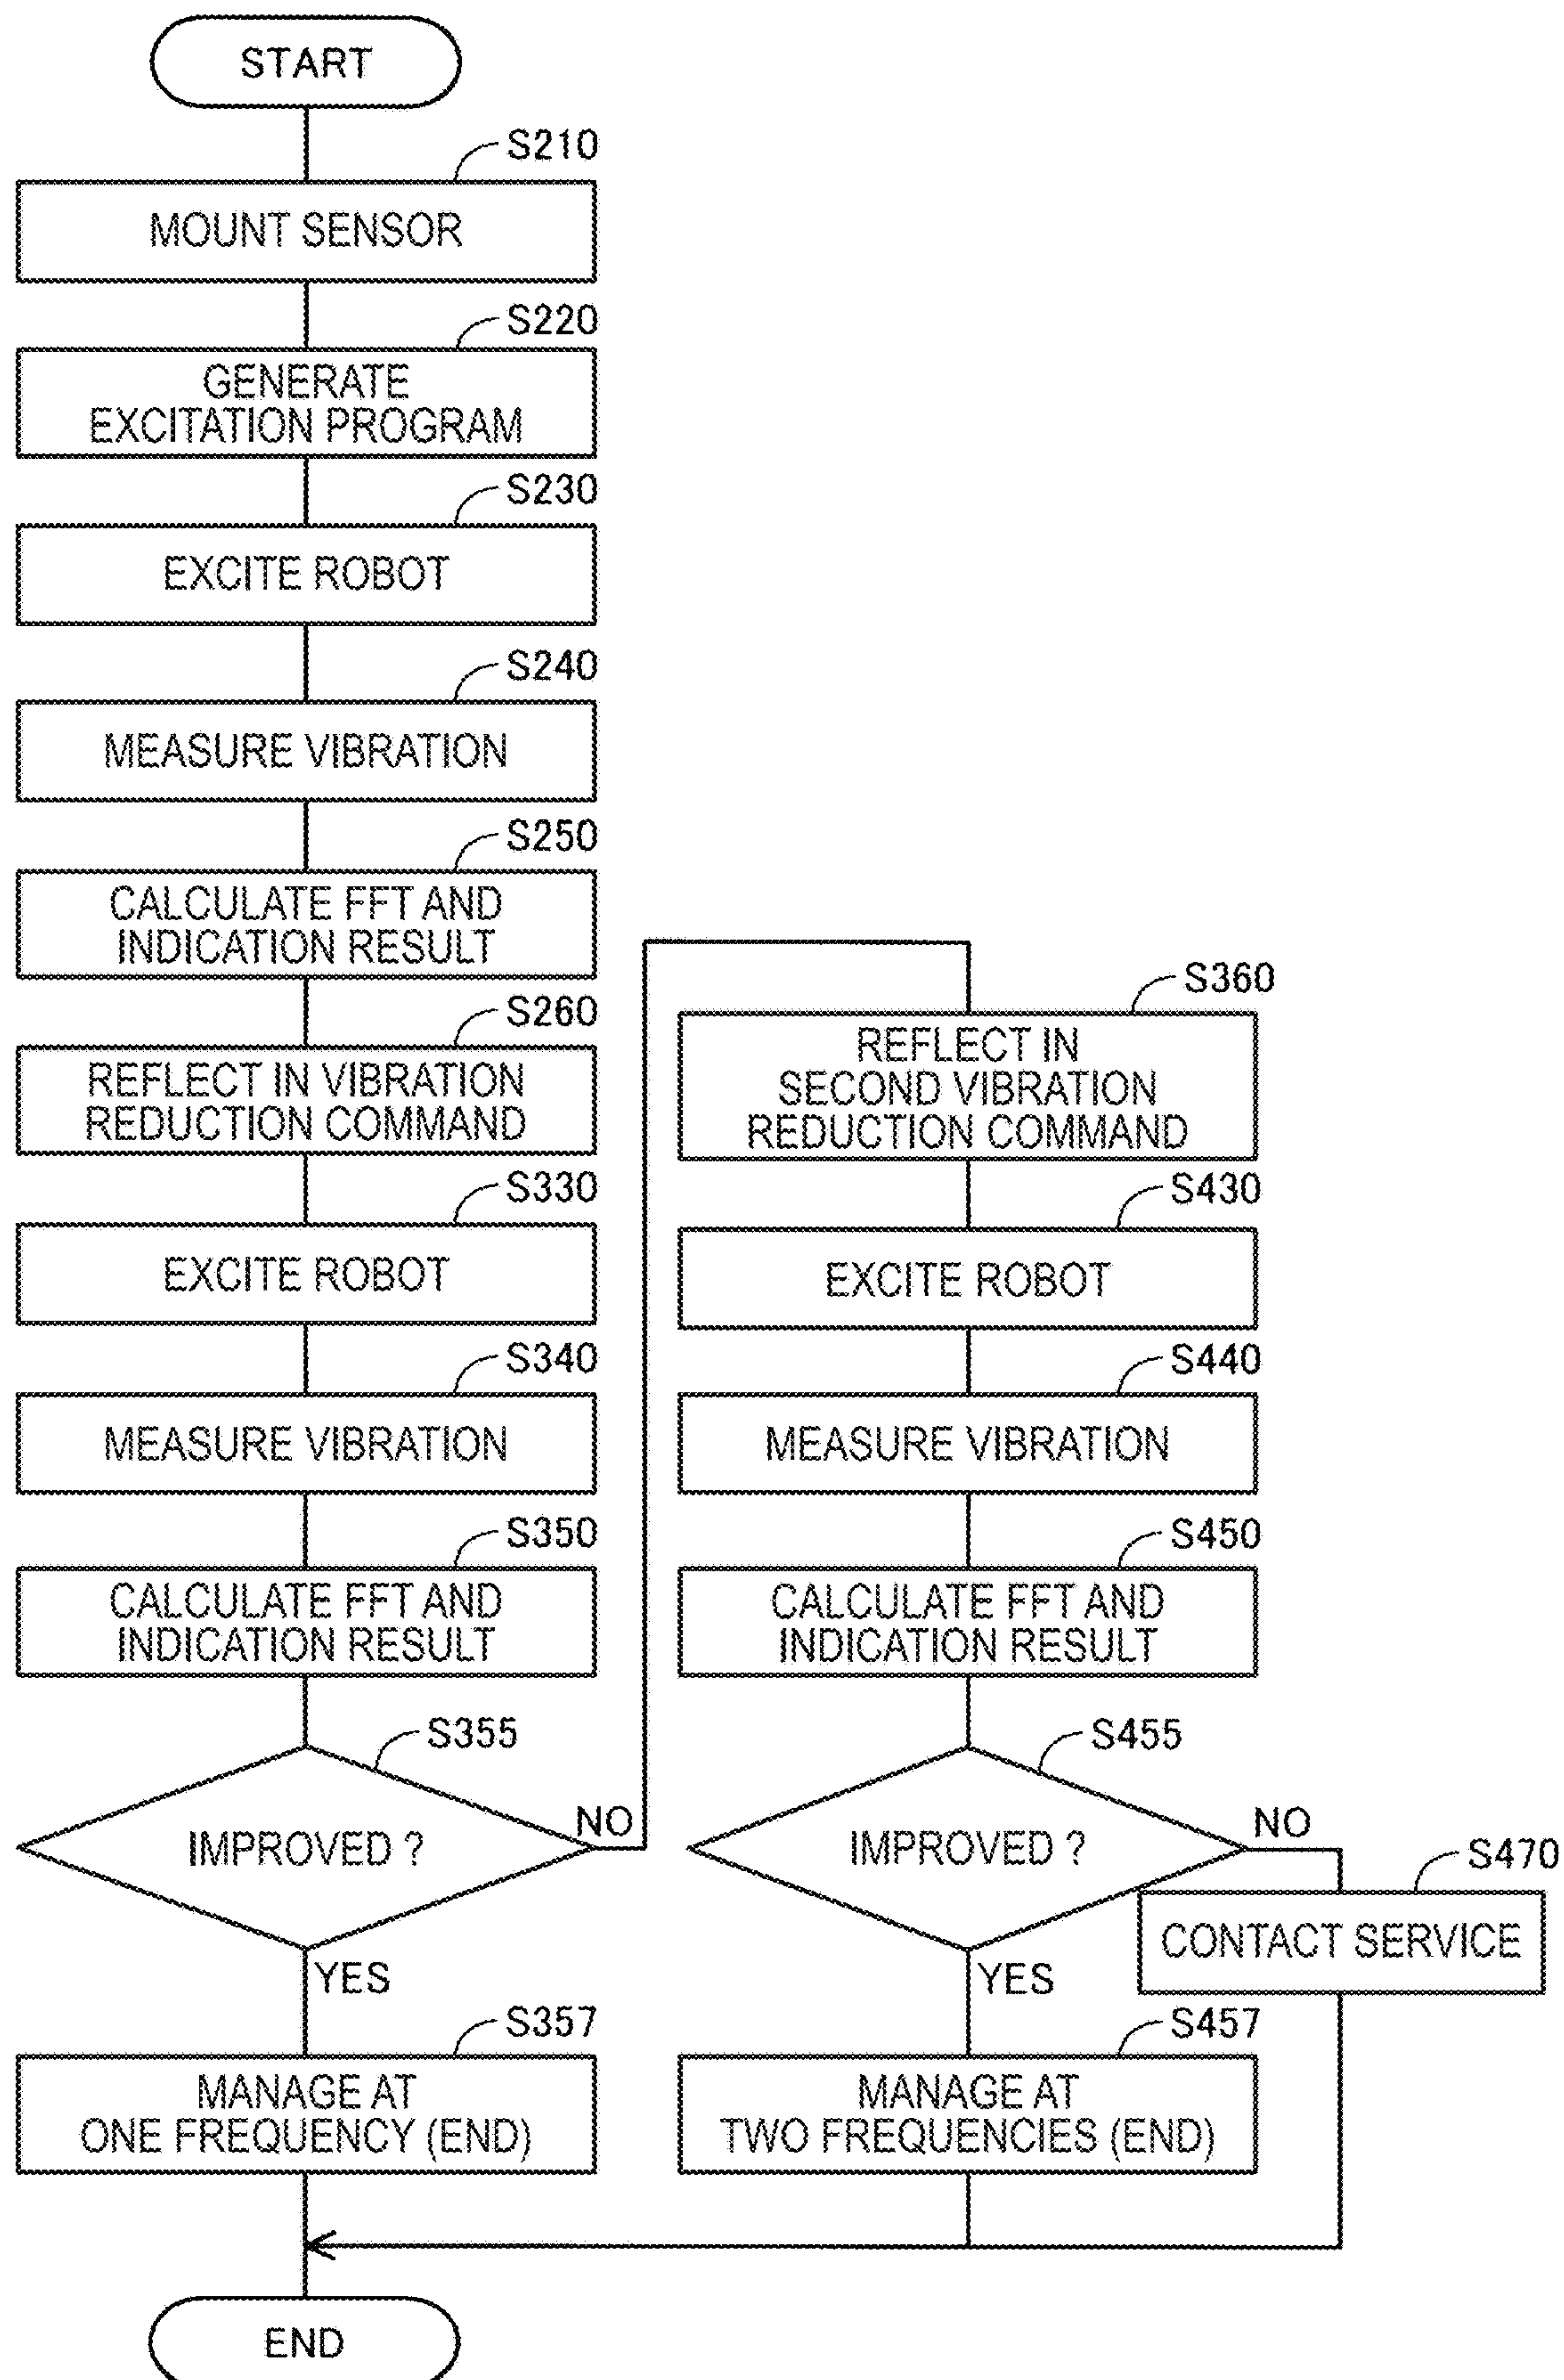 START
S210
MOUNT SENSOR
S220
GENERATE
EXCITATION PROGRAM
S230
EXCITE ROBOT
S240
MEASURE VIBRATION
S250
CALCULATE FFT AND
INDICATION RESULT
S260
REFLECT IN VIBRATION
REDUCTION COMMAND
S330
EXCITE ROBOT
S340
MEASURE VIBRATION
S350
CALCULATE FFT AND
INDICATION RESULT
S355
IMPROVED ?
NO
YES
S357
MANAGE AT
ONE FREQUENCY (END)
S360
REFLECT IN
SECOND VIBRATION
REDUCTION COMMAND
S430
EXCITE ROBOT
S440
MEASURE VIBRATION
S450
CALCULATE FFT AND
INDICATION RESULT
S455
IMPROVED ?
NO
YES
S470
CONTACT SERVICE
S457
MANAGE AT
TWO FREQUENCIES (END)
END